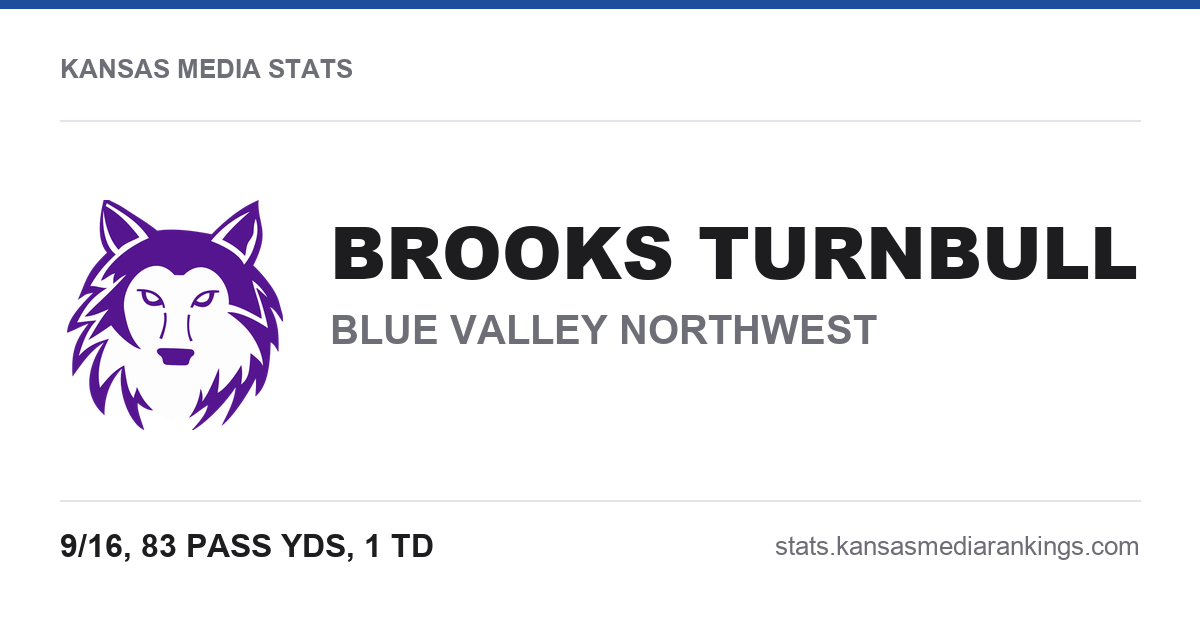 KANSAS MEDIA STATS
BROOKS TURNBULL
BLUE VALLEY NORTHWEST
9/16, 83 PASS YDS, 1 TD
stats.kansasmediarankings.com